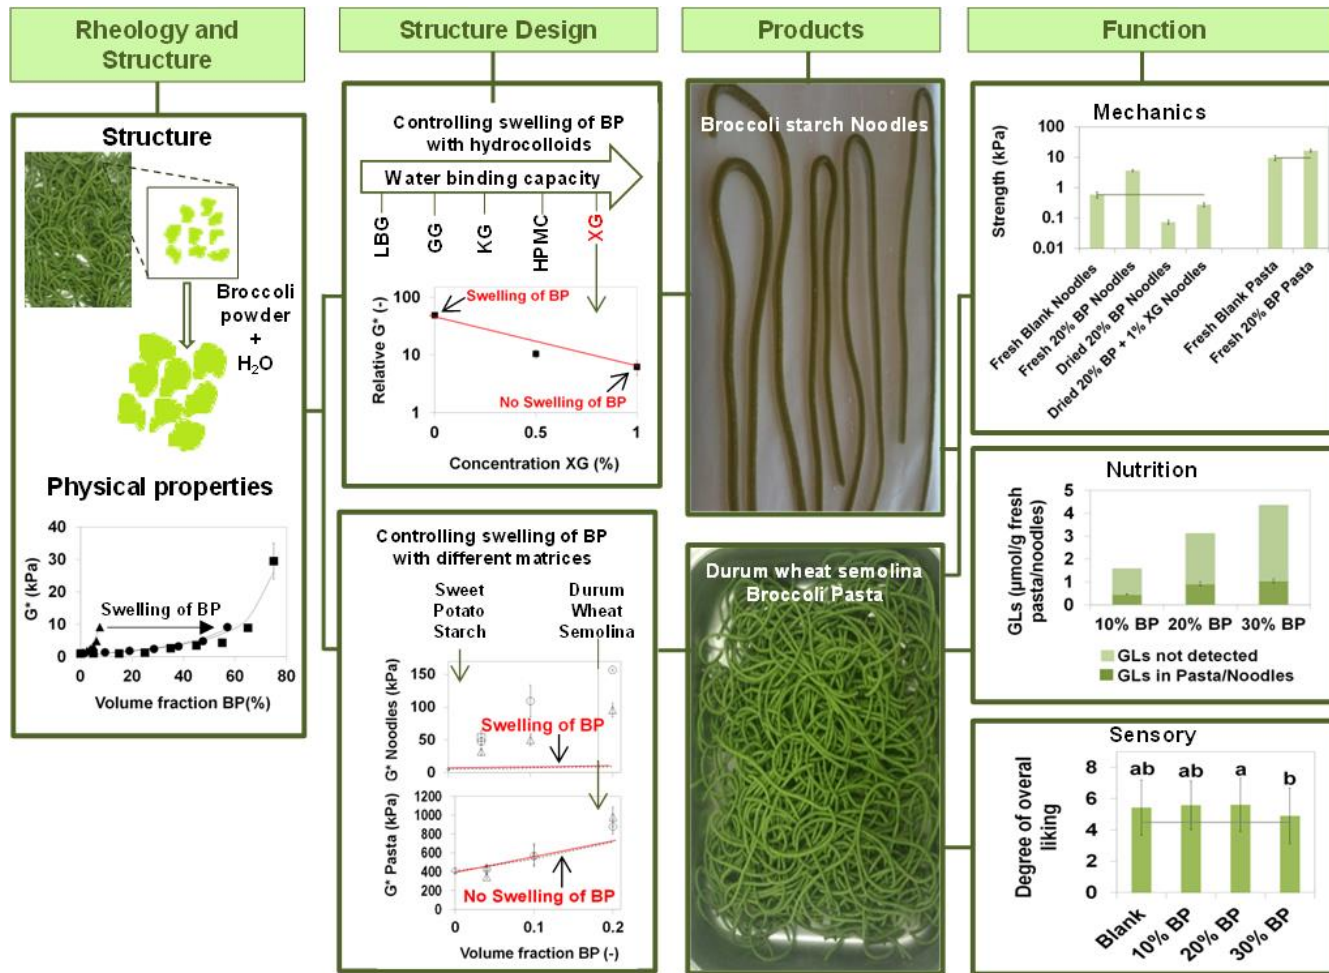 Rheology and
Structure
Structure Design
Products
Function
Structure
Broccoli
powder
+
H2O
Physical properties
G* (kPa)
40
30
20
10
0
Swelling of BP
0
20
40
60
80
Volume fraction BP(%)
Controlling swelling of BP
with hydrocolloids
Water binding capacity
LBG
GG
KG
HPMC
XG
Relative G* (-)
100
10
1
Swelling of BP
No Swelling of BP
0
0.5
1
Concentration XG (%)
Controlling swelling of BP
with different matrices
Sweet
Potato
Starch
Durum
Wheat
Semolina
G* Noodles (kPa)
150
100
50
0
Swelling of BP
G* Pasta (kPa)
1200
1000
800
600
400
200
0
No Swelling of BP
0
0.1
0.2
Volume fraction BP (-)
Broccoli starch Noodles
Durum wheat semolina
Broccoli Pasta
Mechanics
Strength (kPa)
100
10
1
0.1
0.01
Fresh Blank Noodles
Fresh 20% BP Noodles
Dried 20% BP Noodles
Dried 20% BP + 1% XG Noodles
Fresh Blank Pasta
Fresh 20% BP Pasta
Nutrition
GLs (µmol/g fresh
pasta/noodles)
5
4
3
2
1
0
10% BP
20% BP
30% BP
GLs not detected
GLs in Pasta/Noodles
Sensory
Degree of overal
liking
8
6
4
2
0
ab
ab
a
b
Blank
10% BP
20% BP
30% BP